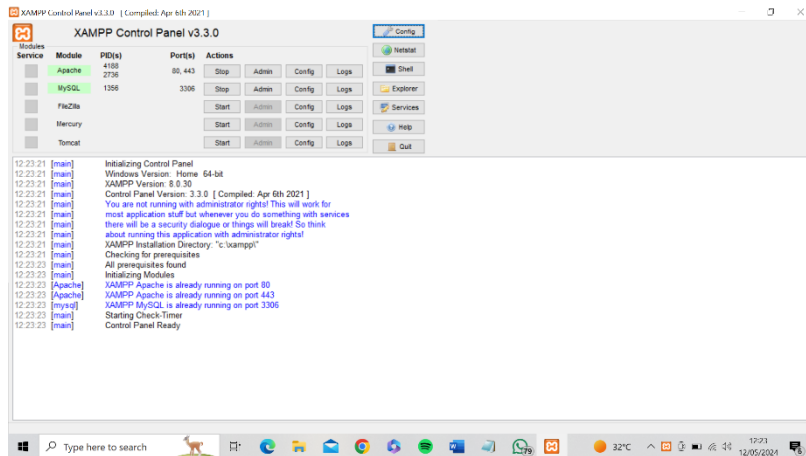 XAMPP Control Panel v3.3.0 [ Compiled: Apr 6th 2021 ]
XAMPP Control Panel v3.3.0
Config
Modules
Service Module PID(s) Port(s) Actions
Netstat
Apache 4188 2736 80, 443 Stop Admin Config Logs
Shell
MySQL 1356 3306 Stop Admin Config Logs
Explorer
FileZilla Start Admin Config Logs
Services
Mercury Start Admin Config Logs
Help
Tomcat Start Admin Config Logs
Quit
12:23:21 [main] Initializing Control Panel
12:23:21 [main] Windows Version: Home 64-bit
12:23:21 [main] XAMPP Version: 8.0.30
12:23:21 [main] Control Panel Version: 3.3.0 [ Compiled: Apr 6th 2021 ]
12:23:21 [main] You are not running with administrator rights! This will work for
12:23:21 [main] most application stuff but whenever you do something with services
12:23:21 [main] there will be a security dialogue or things will break! So think
12:23:21 [main] about running this application with administrator rights!
12:23:21 [main] XAMPP Installation Directory: "c:\xampp\"
12:23:21 [main] Checking for prerequisites
12:23:23 [main] All prerequisites found
12:23:23 [main] Initializing Modules
12:23:23 [Apache] XAMPP Apache is already running on port 80
12:23:23 [Apache] XAMPP Apache is already running on port 443
12:23:23 [mysql] XAMPP MySQL is already running on port 3306
12:23:23 [main] Starting Check-Timer
12:23:23 [main] Control Panel Ready
Type here to search
79
32°C
12:23
12/05/2024
6